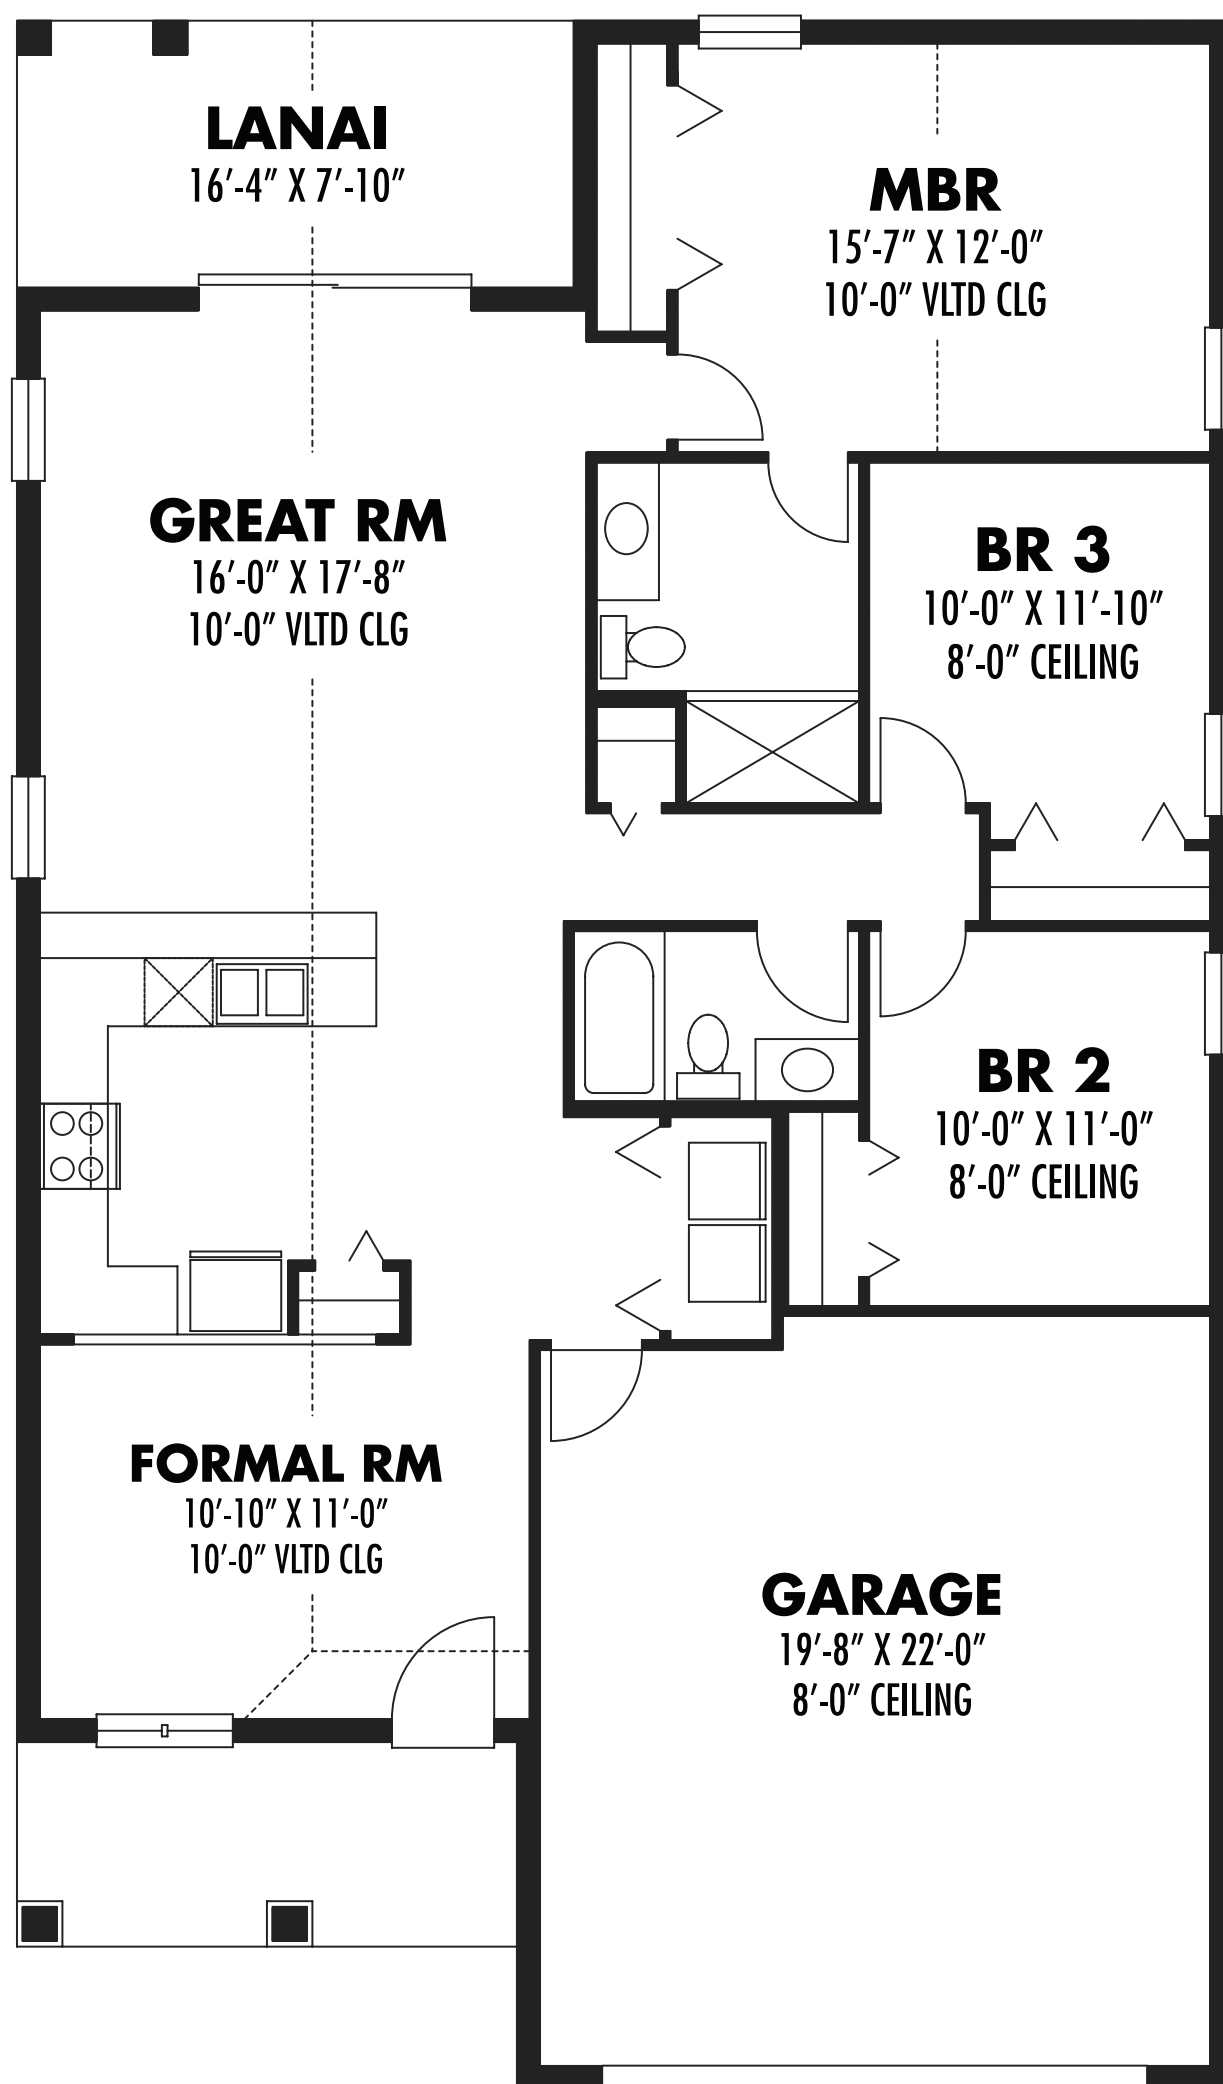 LANAI
16′-4″ X 7′-10″
MBR
15′-7″ X 12′-0″
10′-0″ VLTD CLG
GREAT RM
16′-0″ X 17′-8″
10′-0″ VLTD CLG
BR 3
10′-0″ X 11′-10″
8′-0″ CEILING
BR 2
10′-0″ X 11′-0″
8′-0″ CEILING
FORMAL RM
10′-10″ X 11′-0″
10′-0″ VLTD CLG
GARAGE
19′-8″ X 22′-0″
8′-0″ CEILING